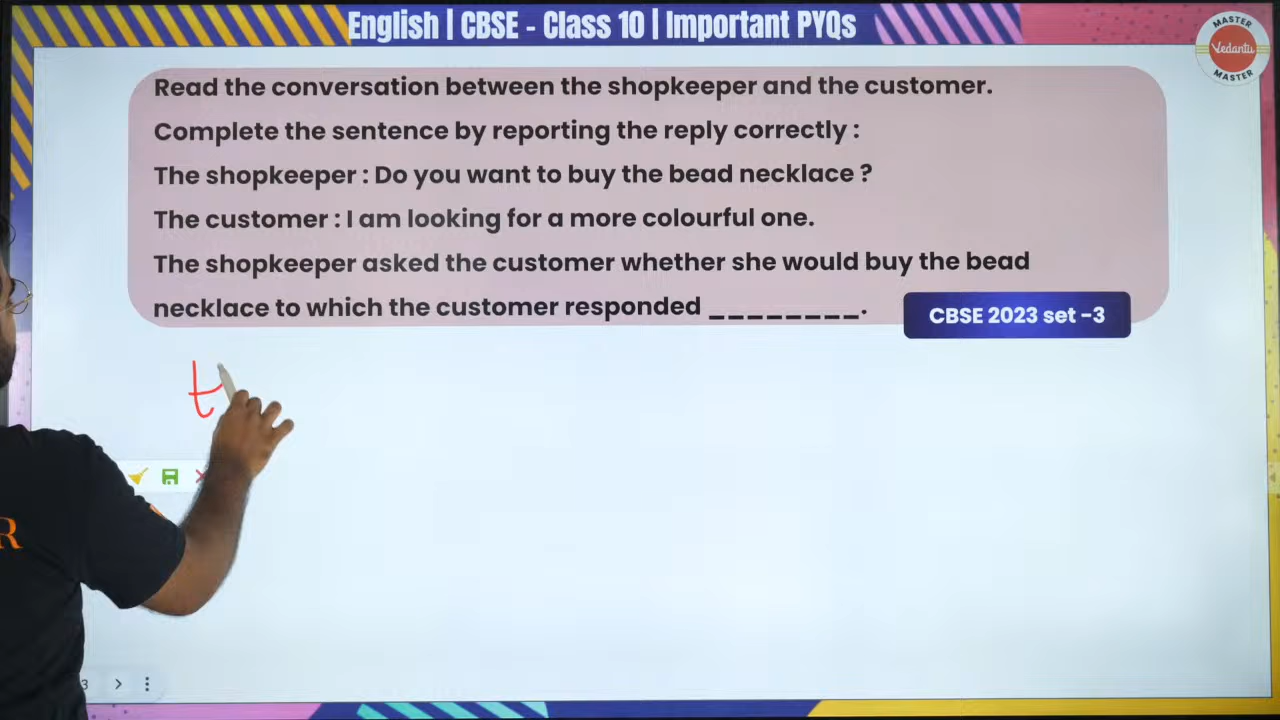 English | CBSE - Class 10 | Important PYQs
MASTER
Vedantu
MASTER
Read the conversation between the shopkeeper and the customer.
Complete the sentence by reporting the reply correctly :
The shopkeeper : Do you want to buy the bead necklace ?
The customer : I am looking for a more colourful one.
The shopkeeper asked the customer whether she would buy the bead
necklace to which the customer responded ________.
CBSE 2023 set -3
t
R
3